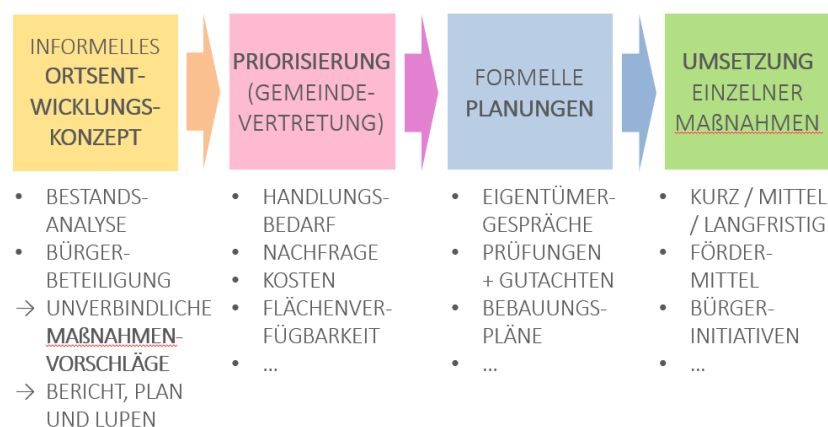 INFORMELLES
ORTSENT-
WICKLUNGS-
KONZEPT
• BESTANDS-
ANALYSE
• BÜRGER-
BETEILIGUNG
→ UNVERBINDLICHE
MAßNAHMEN-
VORSCHLÄGE
→ BERICHT, PLAN
UND LUPEN
PRIORISIERUNG
(GEMEINDE-
VERTRETUNG)
• HANDLUNGS-
BEDARF
• NACHFRAGE
• KOSTEN
• FLÄCHENVER-
FÜGBARKEIT
• ...
FORMELLE
PLANUNGEN
• EIGENTÜMER-
GESPRÄCHE
• PRÜFUNGEN
+ GUTACHTEN
• BEBAUUNGS-
PLÄNE
• ...
UMSETZUNG
EINZELNER
MAßNAHMEN
• KURZ / MITTEL
/ LANGFRISTIG
• FÖRDER-
MITTEL
• BÜRGER-
INITIATIVEN
• ...